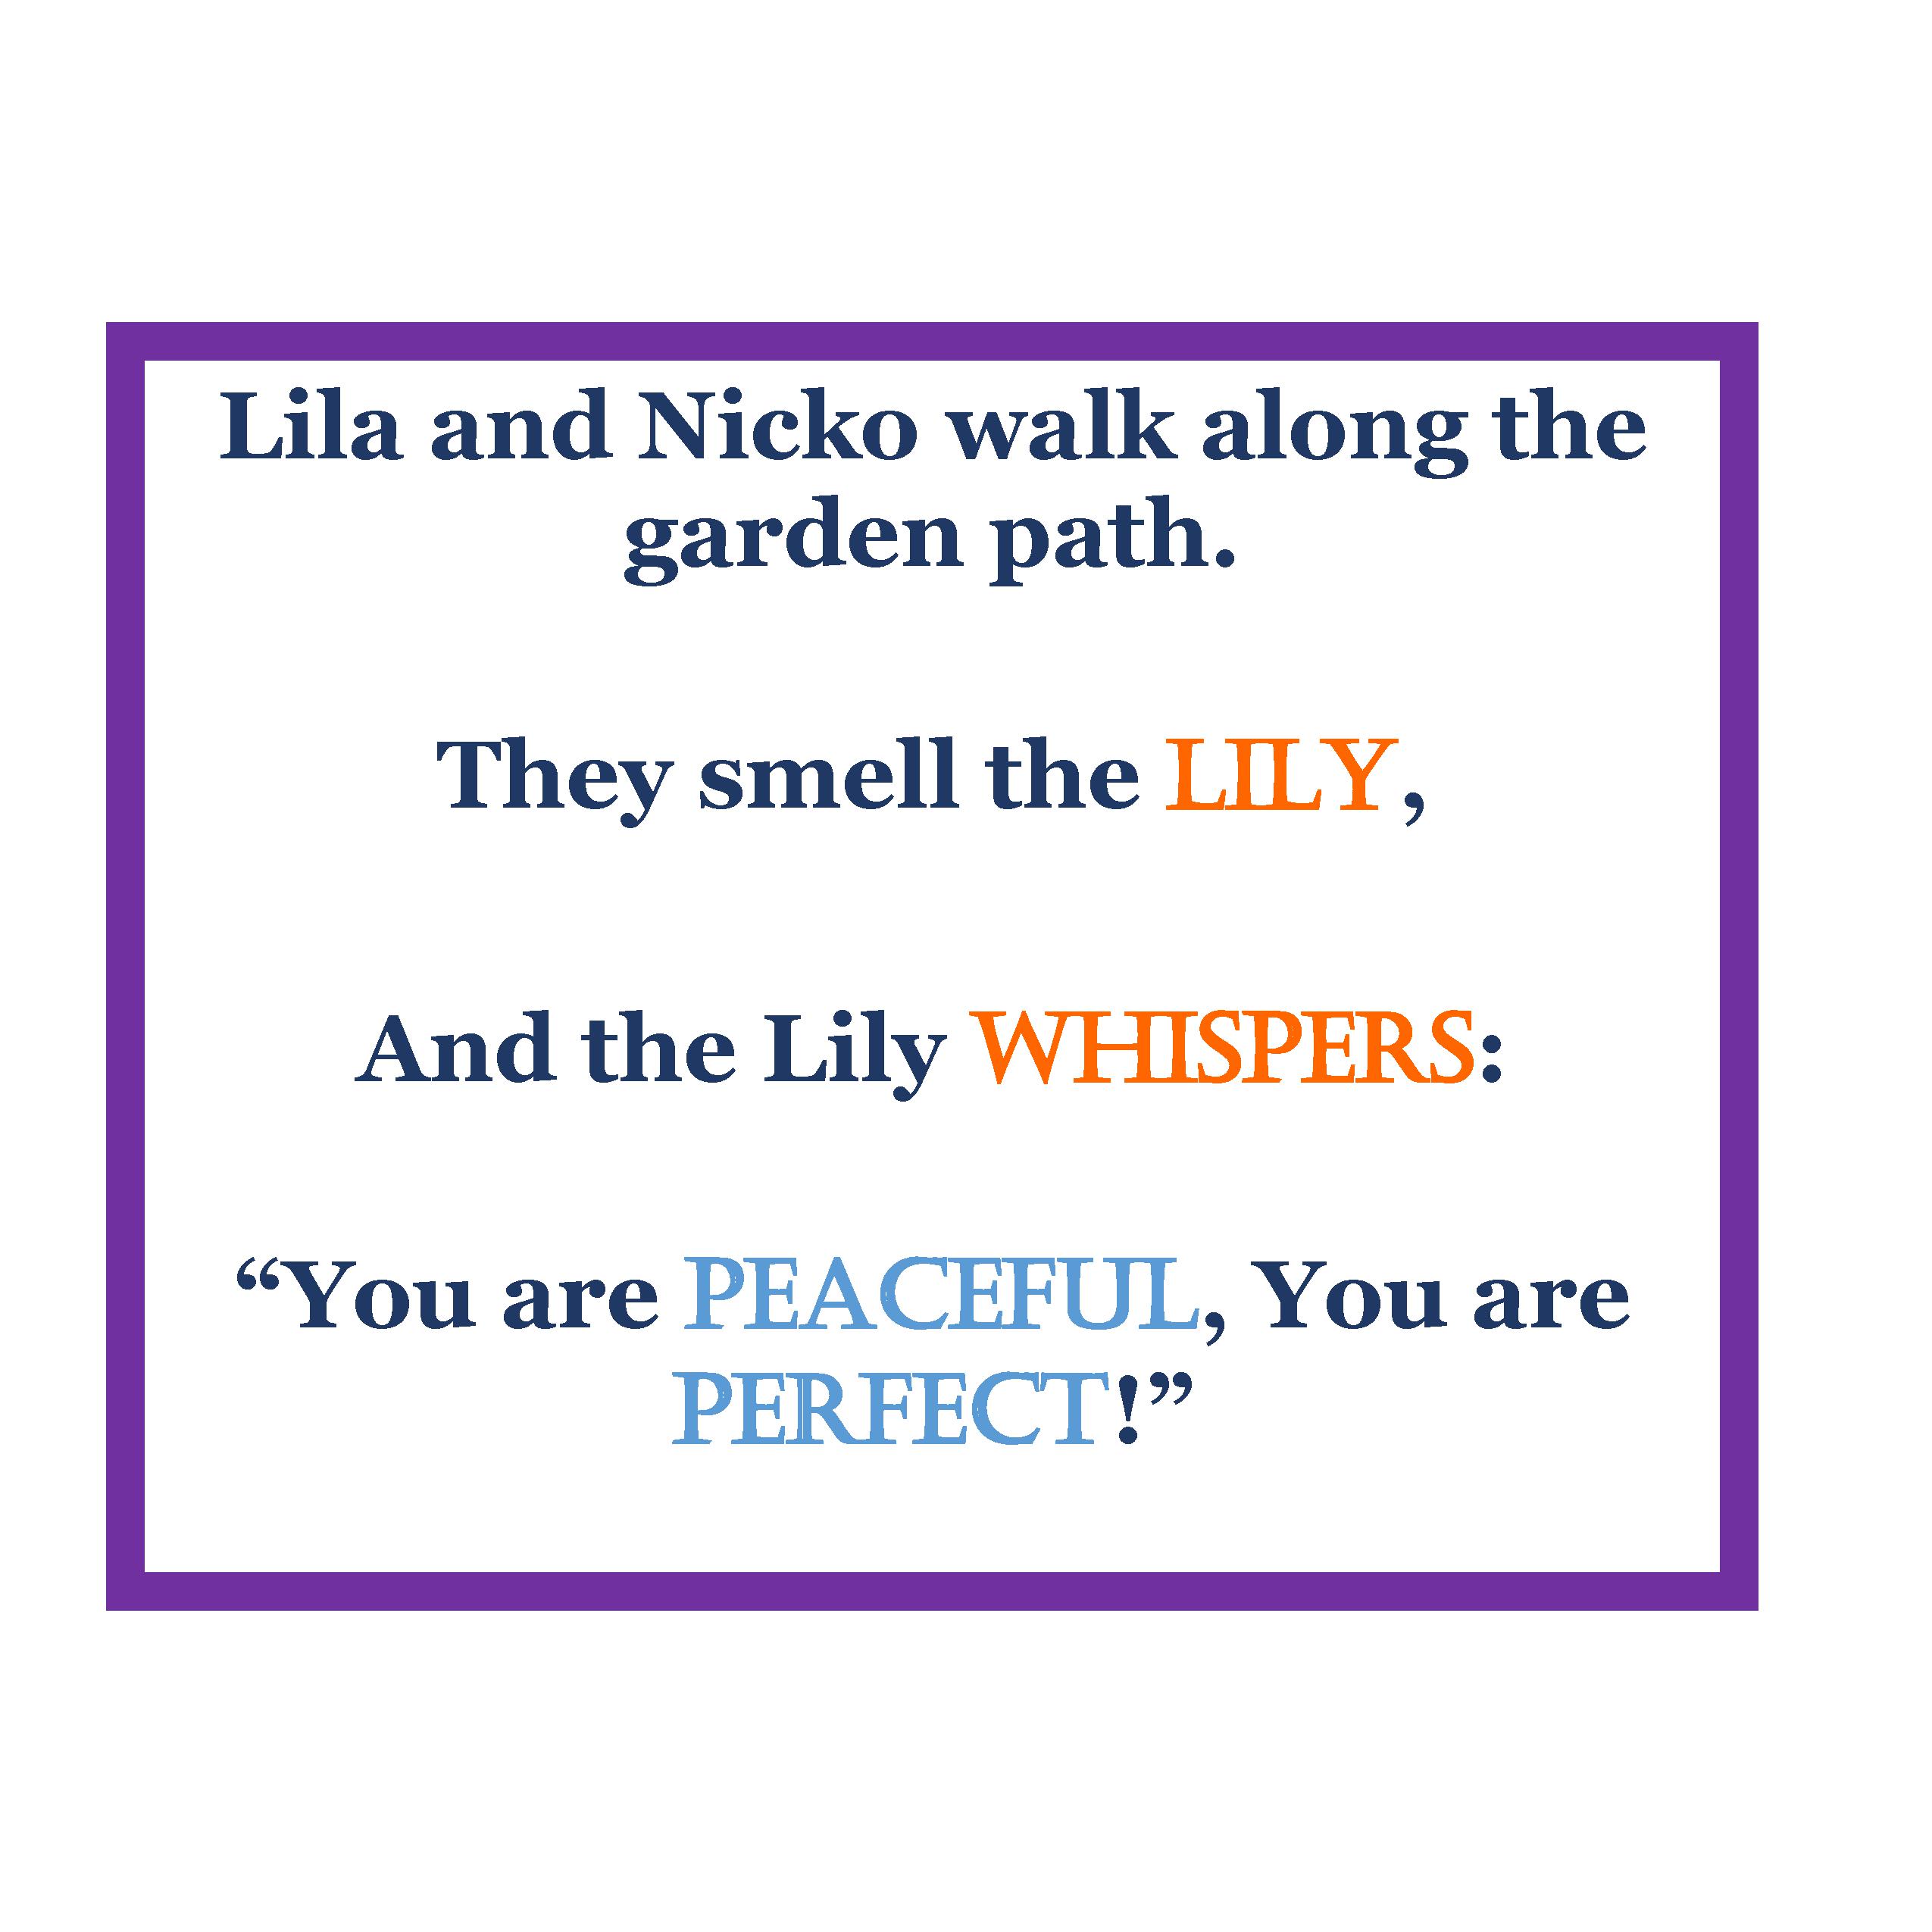 Lila and Nicko walk along the
garden path.
They smell the LILY,
And the Lily WHISPERS:
“You are PEACEFUL, You are
PERFECT!”